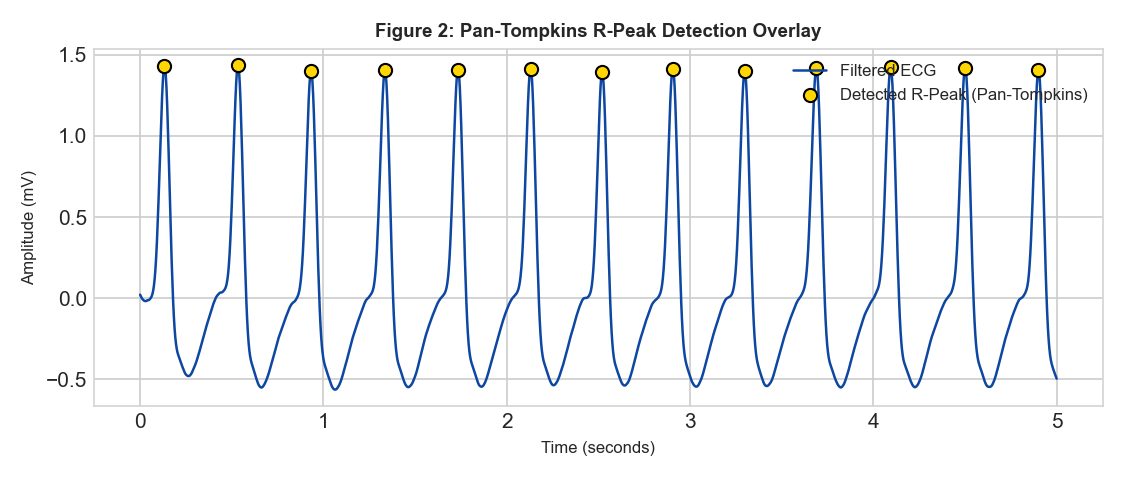 Figure 2: Pan-Tompkins R-Peak Detection Overlay
1.5
1.0
0.5
0.0
−0.5
Amplitude (mV)
Filtered ECG
Detected R-Peak (Pan-Tompkins)
0 1 2 3 4 5
Time (seconds)